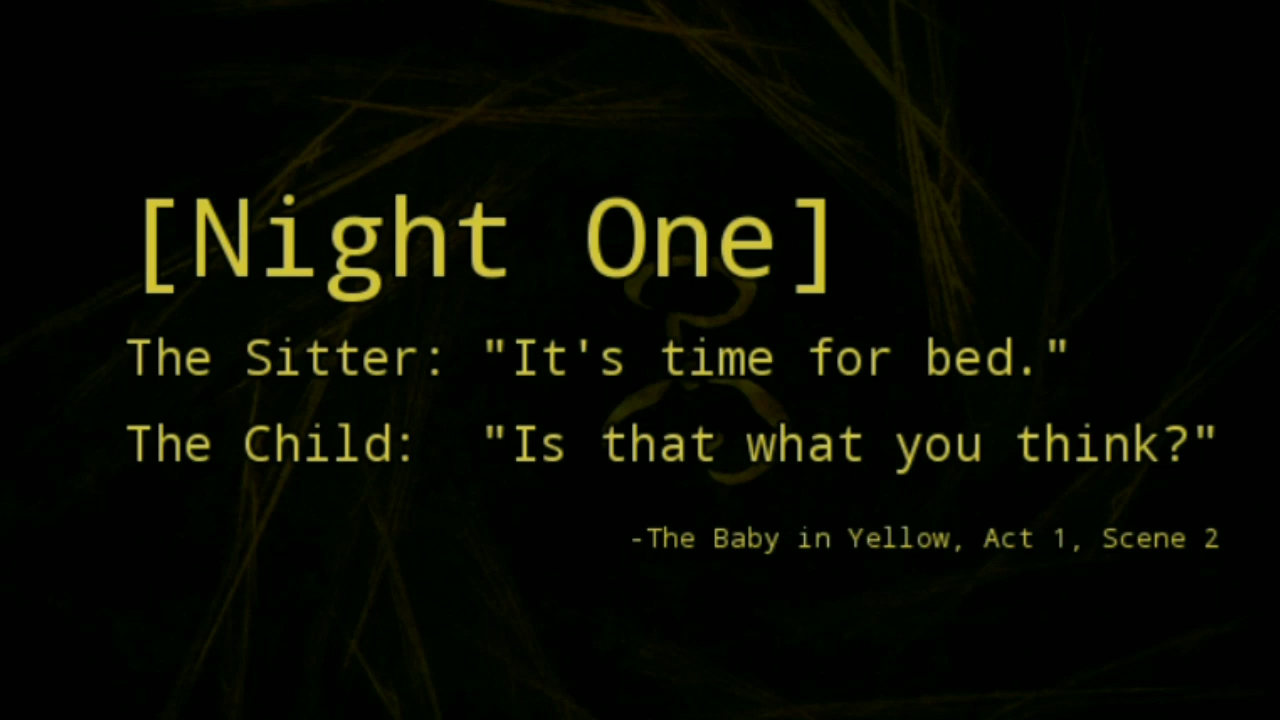 [Night One]
The Sitter: "It's time for bed."
The Child:  "Is that what you think?"
-The Baby in Yellow, Act 1, Scene 2